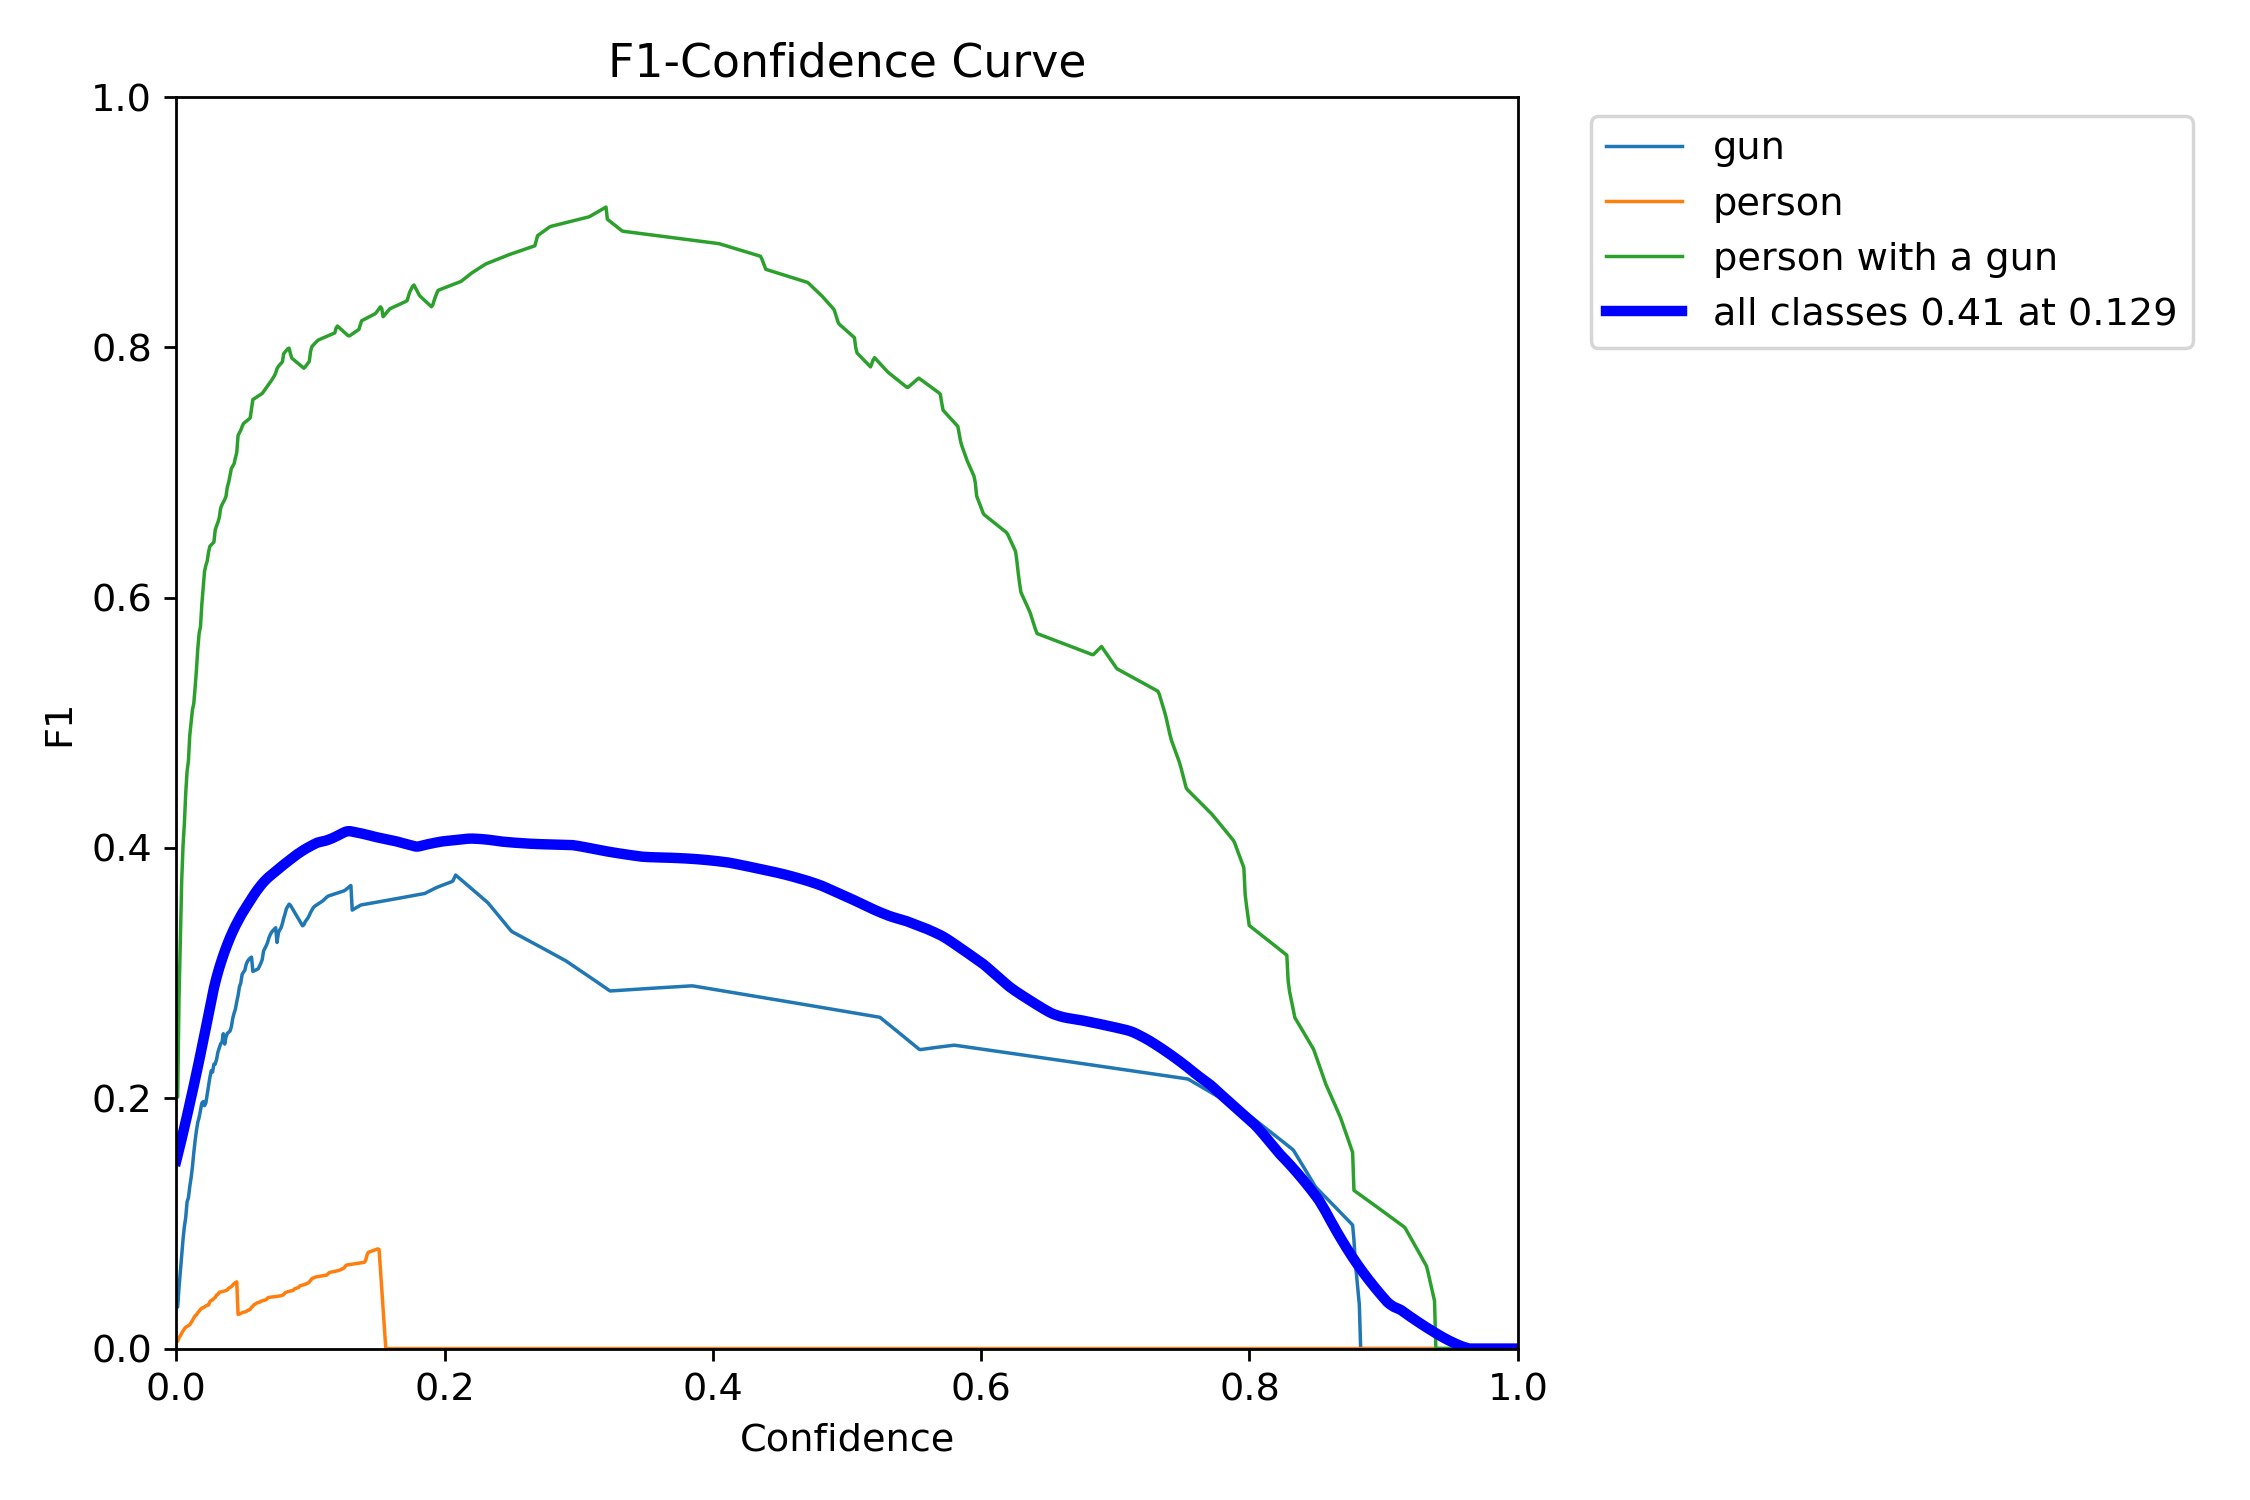 F1-Confidence Curve
1.0
0.8
0.6
0.4
0.2
0.0
F1
0.0 0.2 0.4 0.6 0.8 1.0
Confidence
gun
person
person with a gun
all classes 0.41 at 0.129